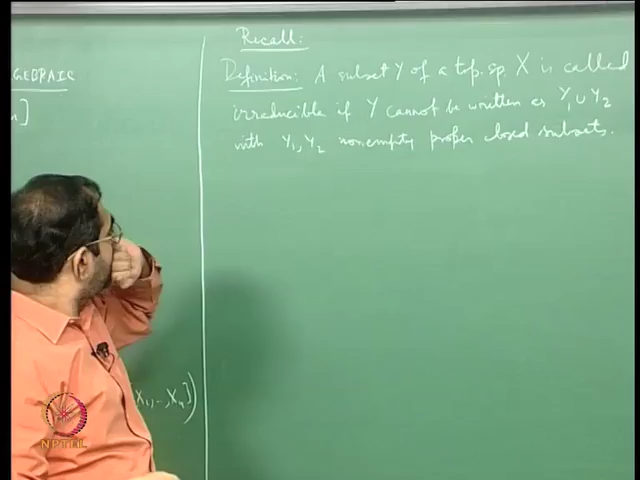 Recall:
GEBRAIC
Definition: A subset Y of a top. sp. X is called
irreducible if Y cannot be written as Y₁ ∪ Y₂
with Y₁, Y₂ nonempty proper closed subsets.
]
X₁, .., Xₙ])
NPTEL